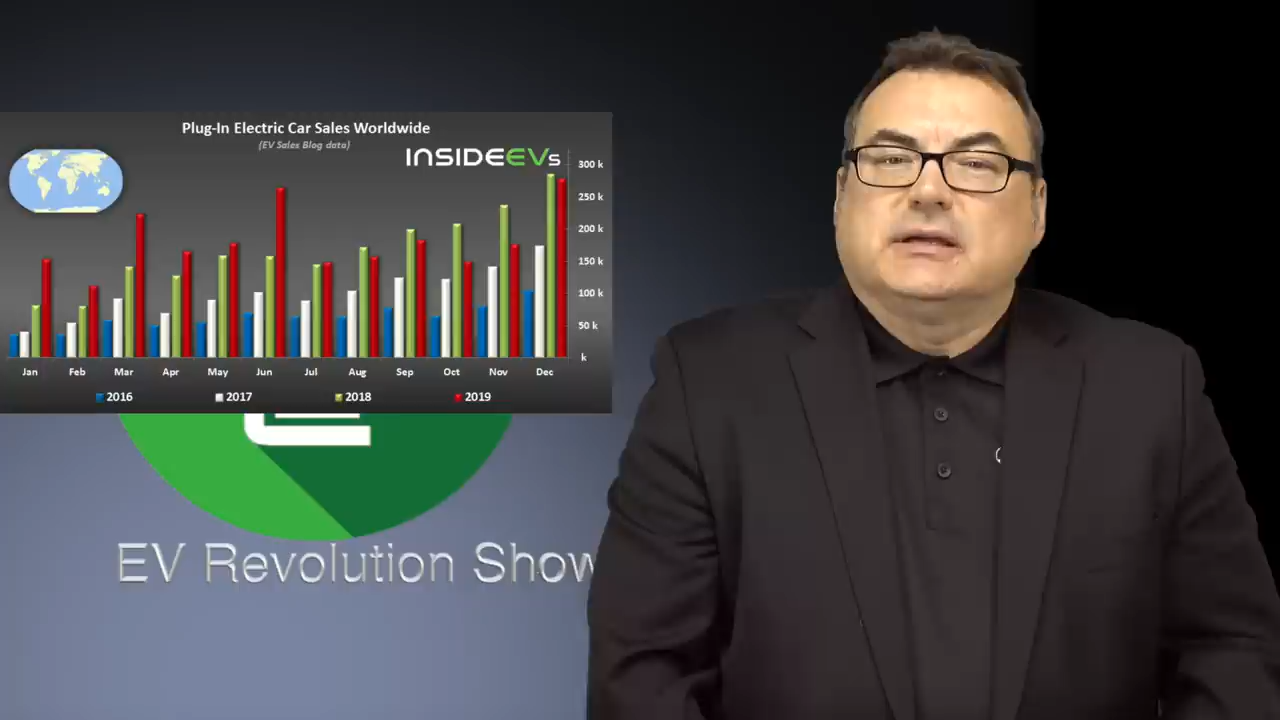 Plug-In Electric Car Sales Worldwide
(EV Sales Blog data)
INSIDEEVs
300 k
250 k
200 k
150 k
100 k
50 k
k
Jan Feb Mar Apr May Jun Jul Aug Sep Oct Nov Dec
2016 2017 2018 2019
EV Revolution Show